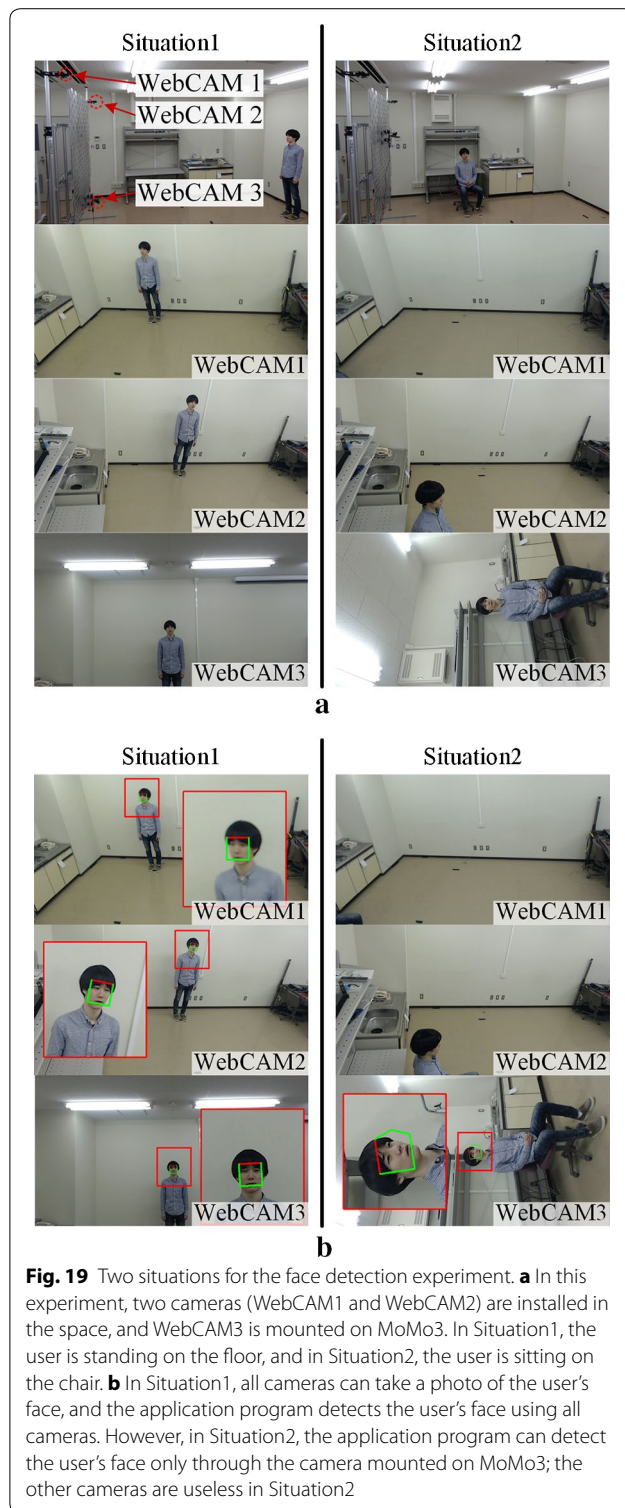 Situation1
Situation2
WebCAM 1
WebCAM 2
WebCAM 3
WebCAM1
WebCAM1
WebCAM2
WebCAM2
WebCAM3
WebCAM3
a
Situation1
Situation2
WebCAM1
WebCAM1
WebCAM2
WebCAM2
WebCAM3
WebCAM3
b
Fig. 19 Two situations for the face detection experiment. a In this
experiment, two cameras (WebCAM1 and WebCAM2) are installed in
the space, and WebCAM3 is mounted on MoMo3. In Situation1, the
user is standing on the floor, and in Situation2, the user is sitting on
the chair. b In Situation1, all cameras can take a photo of the user's
face, and the application program detects the user's face using all
cameras. However, in Situation2, the application program can detect
the user's face only through the camera mounted on MoMo3; the
other cameras are useless in Situation2